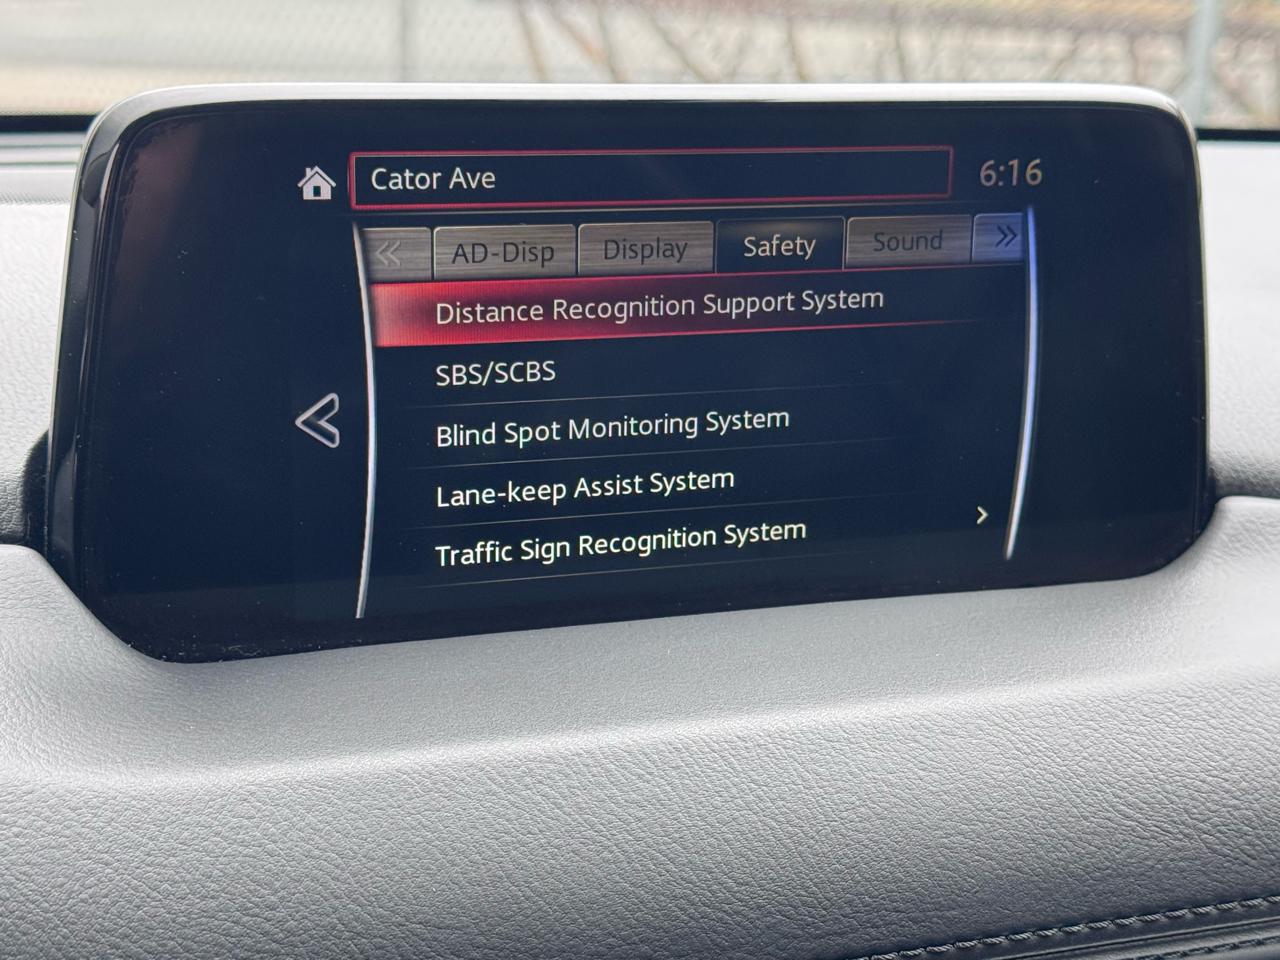 Cator Ave 6:16
AD-Disp Display Safety Sound
Distance Recognition Support System
SBS/SCBS
Blind Spot Monitoring System
Lane-keep Assist System
Traffic Sign Recognition System